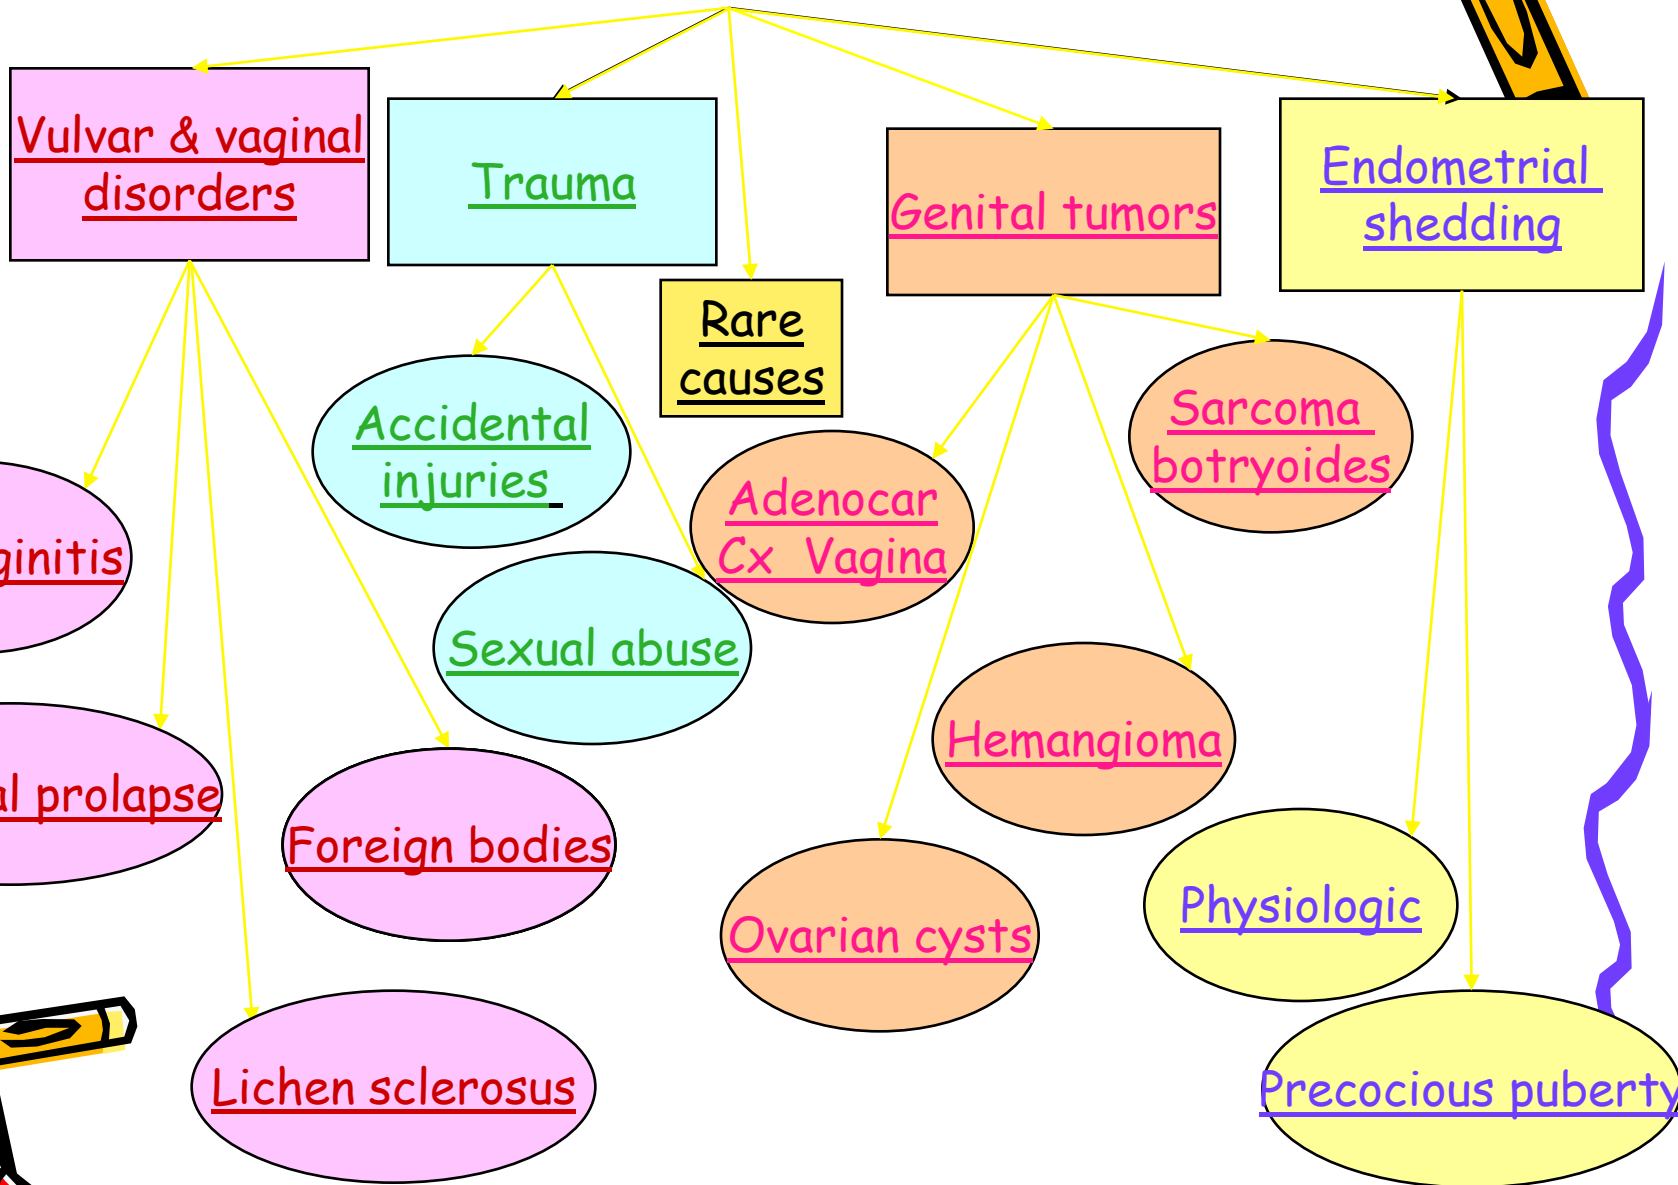 Vulvar & vaginal
disorders
Trauma
Rare
causes
Genital tumors
Endometrial
shedding
Accidental
injuries
Sexual abuse
Adenocar
Cx Vagina
Sarcoma
botryoides
Hemangioma
Ovarian cysts
Physiologic
Precocious puberty
ginitis
al prolapse
Foreign bodies
Lichen sclerosus